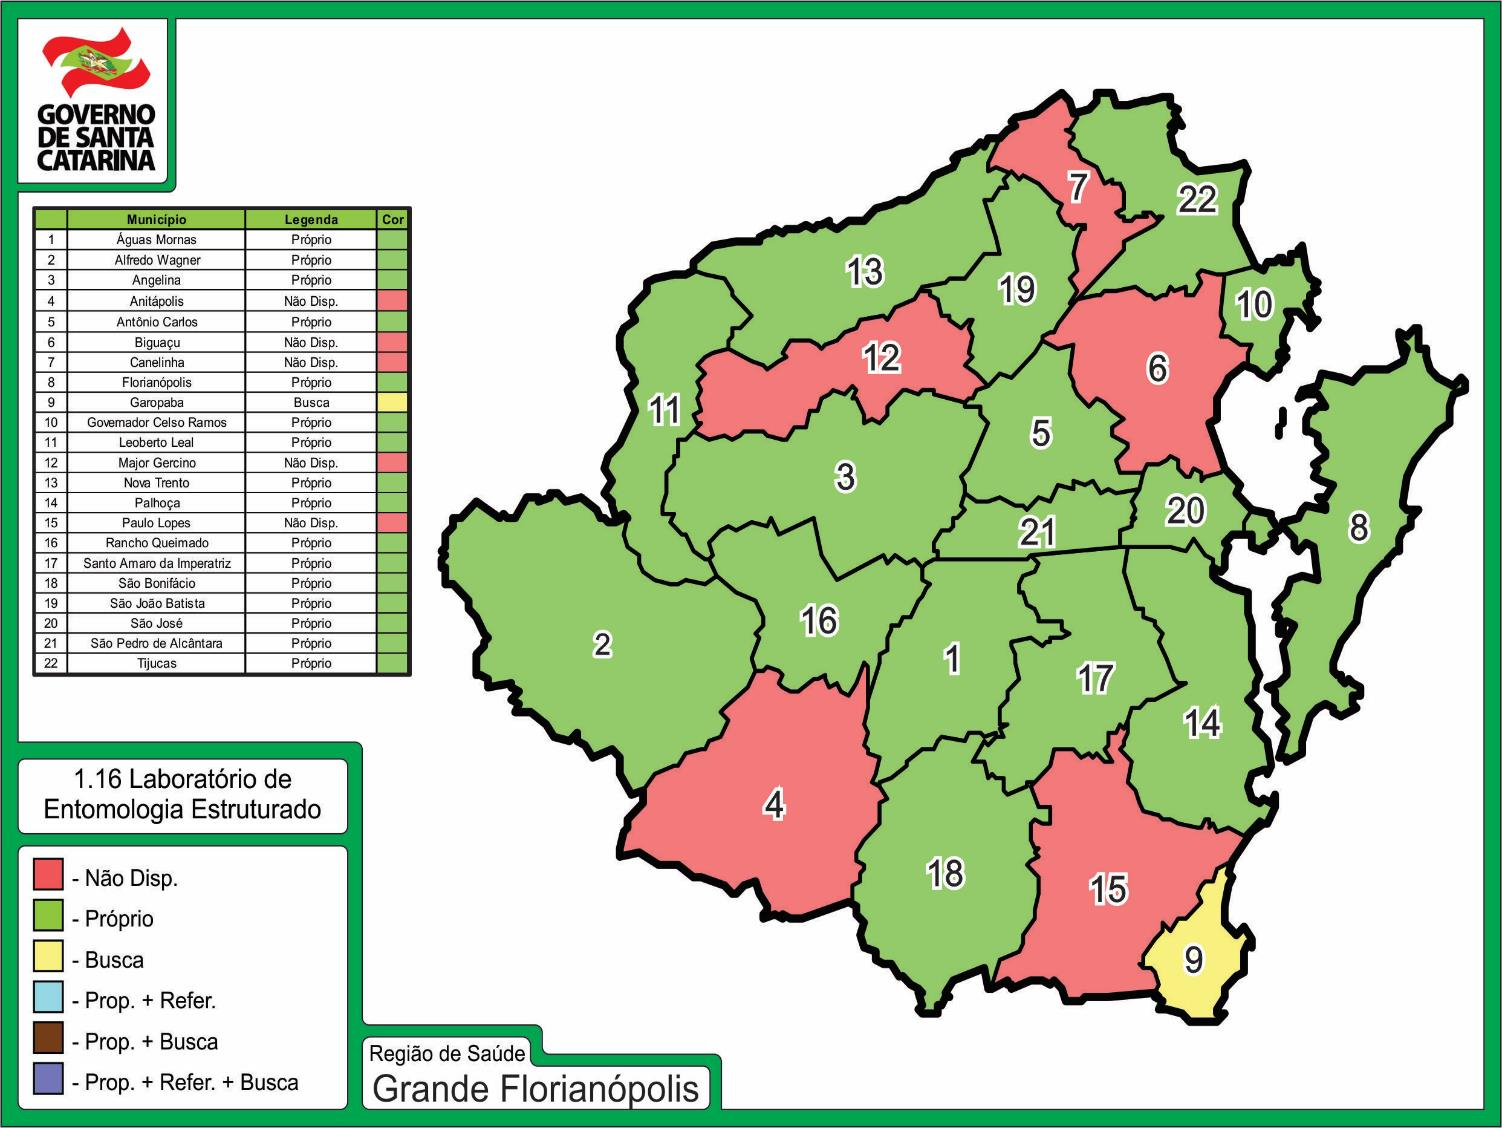 GOVERNO
DE SANTA
CATARINA
Município Legenda Cor
1 Águas Mornas Próprio
2 Alfredo Wagner Próprio
3 Angelina Próprio
4 Anitápolis Não Disp.
5 Antônio Carlos Próprio
6 Biguaçu Não Disp.
7 Canelinha Não Disp.
8 Florianópolis Próprio
9 Garopaba Busca
10 Governador Celso Ramos Próprio
11 Leoberto Leal Próprio
12 Major Gercino Não Disp.
13 Nova Trento Próprio
14 Palhoça Próprio
15 Paulo Lopes Não Disp.
16 Rancho Queimado Próprio
17 Santo Amaro da Imperatriz Próprio
18 São Bonifácio Próprio
19 São João Batista Próprio
20 São José Próprio
21 São Pedro de Alcântara Próprio
22 Tijucas Próprio
7
22
13
19
10
12
6
11
5
3
20
21
8
16
2
1
17
14
4
18
15
9
1.16 Laboratório de
Entomologia Estruturado
- Não Disp.
- Próprio
- Busca
- Prop. + Refer.
- Prop. + Busca
- Prop. + Refer. + Busca
Região de Saúde
Grande Florianópolis